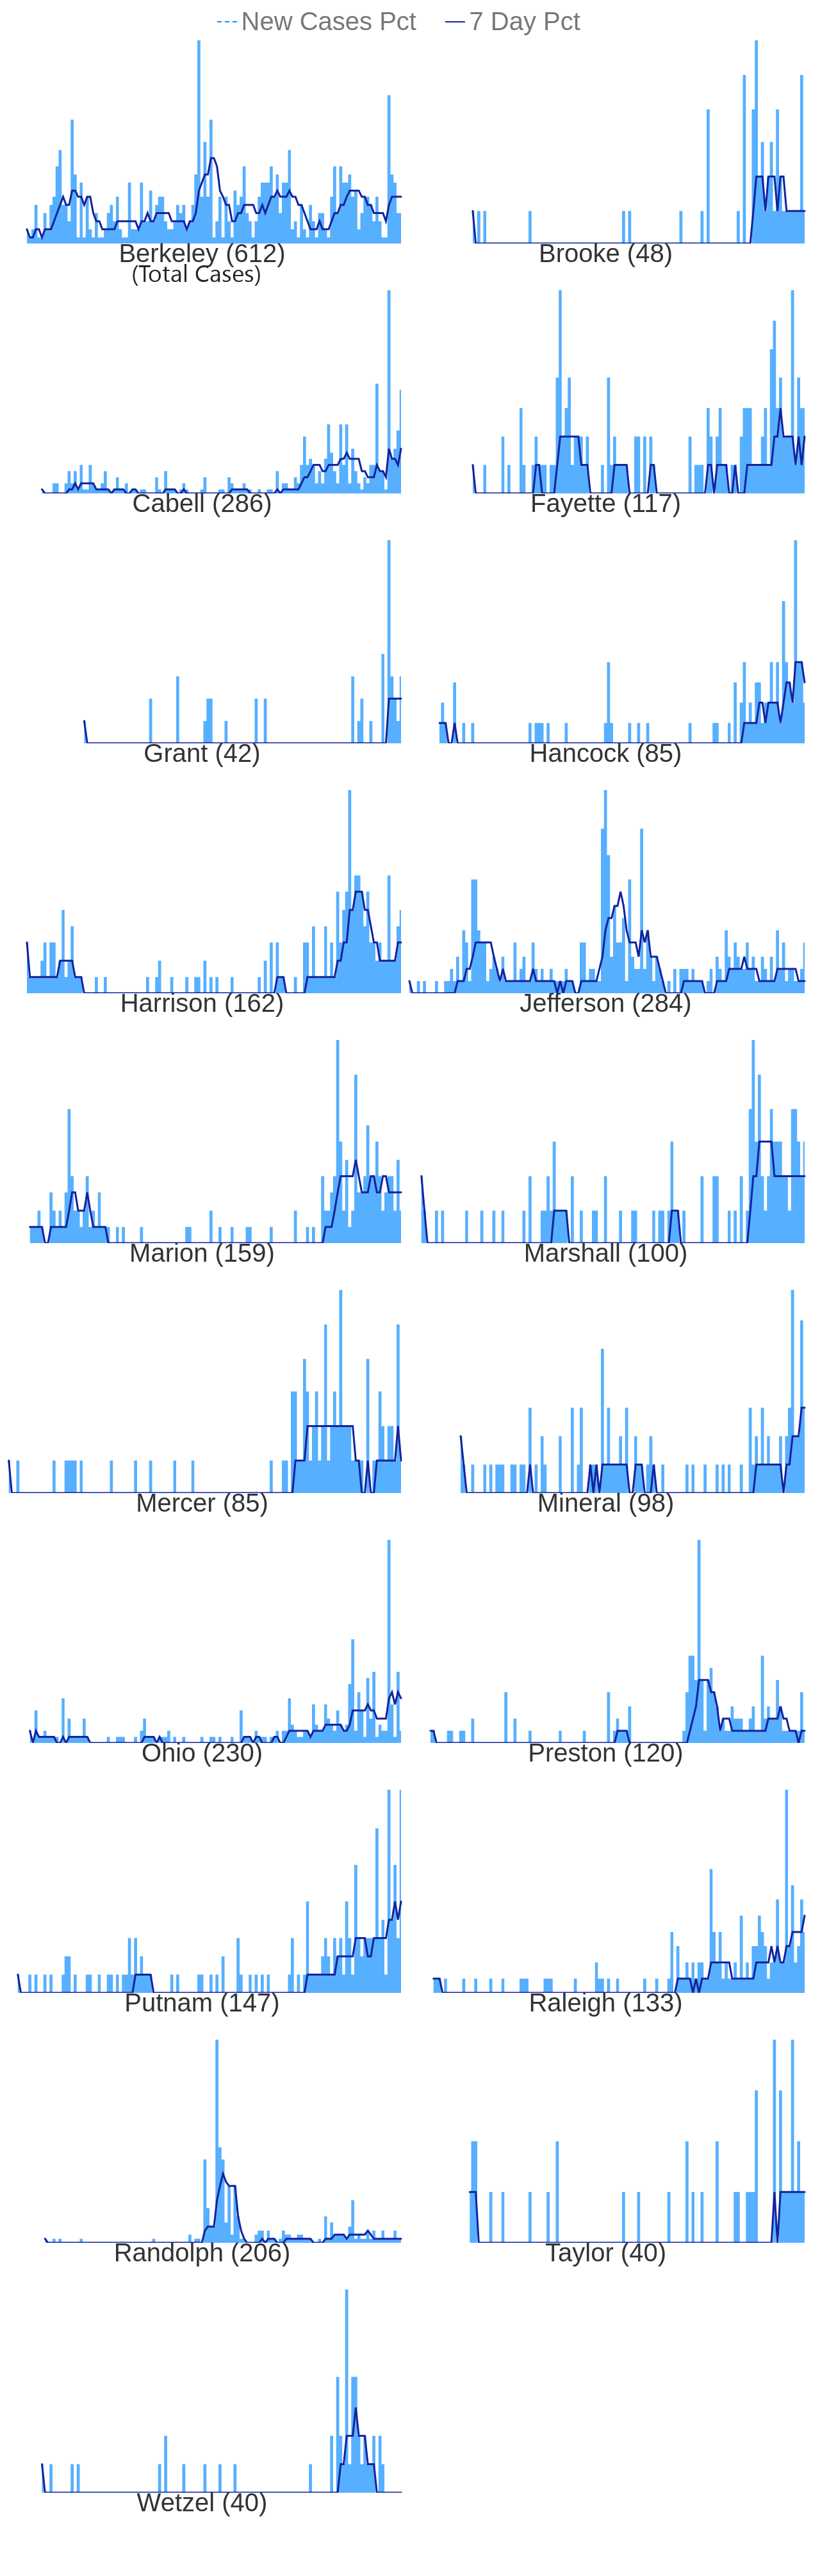 New Cases Pct 7 Day Pct
Berkeley (612) Brooke (48)
(Total Cases)
Cabell (286) Fayette (117)
Grant (42) Hancock (85)
Harrison (162) Jefferson (284)
Marion (159) Marshall (100)
Mercer (85) Mineral (98)
Ohio (230) Preston (120)
Putnam (147) Raleigh (133)
Randolph (206) Taylor (40)
Wetzel (40)